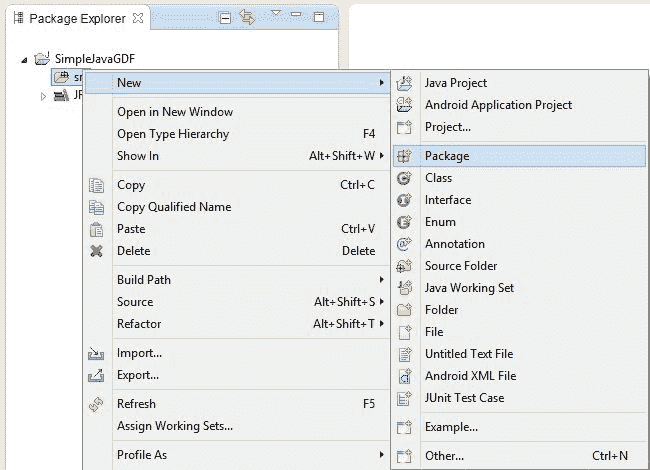 Package Explorer
SimpleJavaGDF
New
Open in New Window
Open Type Hierarchy F4
Show In Alt+Shift+W
Copy Ctrl+C
Copy Qualified Name
Paste Ctrl+V
Delete Delete
Build Path
Source Alt+Shift+S
Refactor Alt+Shift+T
Import...
Export...
Refresh F5
Assign Working Sets...
Profile As
Java Project
Android Application Project
Project...
Package
Class
Interface
Enum
Annotation
Source Folder
Java Working Set
Folder
File
Untitled Text File
Android XML File
JUnit Test Case
Example...
Other... Ctrl+N